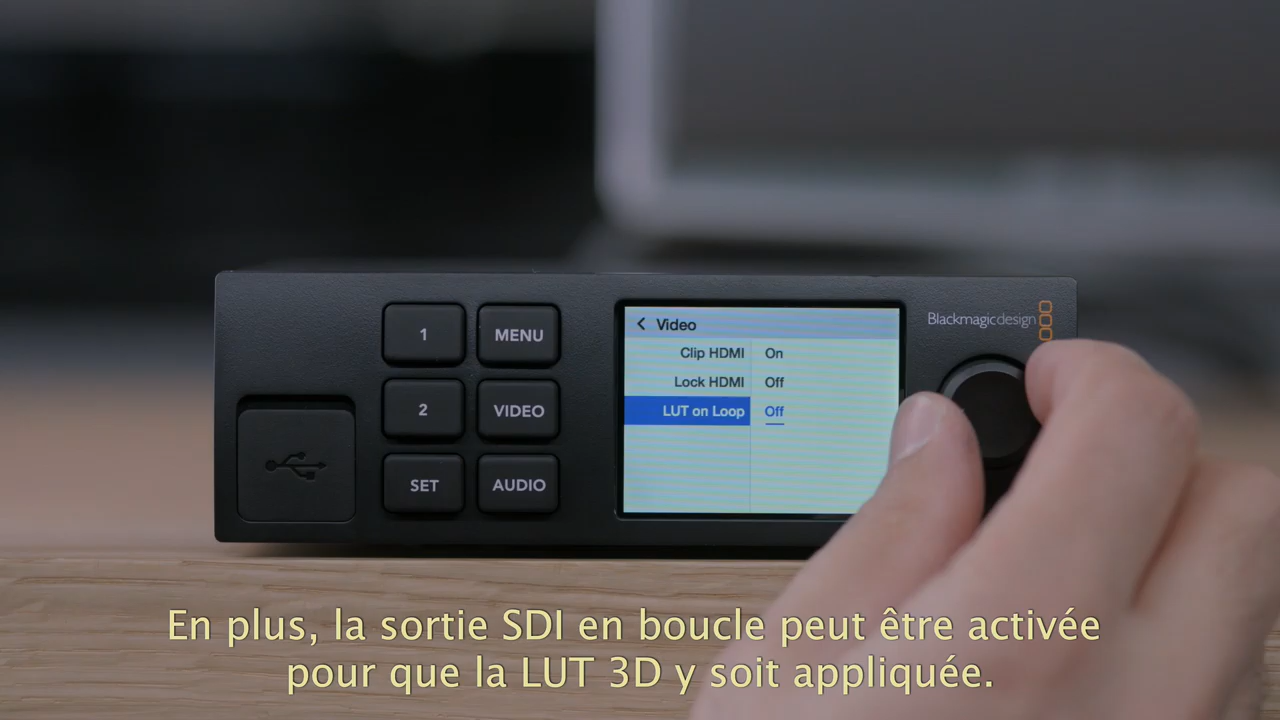 1
MENU
2
VIDEO
SET
AUDIO
< Video
Clip HDMI On
Lock HDMI Off
LUT on Loop Off
Blackmagicdesign
En plus, la sortie SDI en boucle peut être activée
pour que la LUT 3D y soit appliquée.